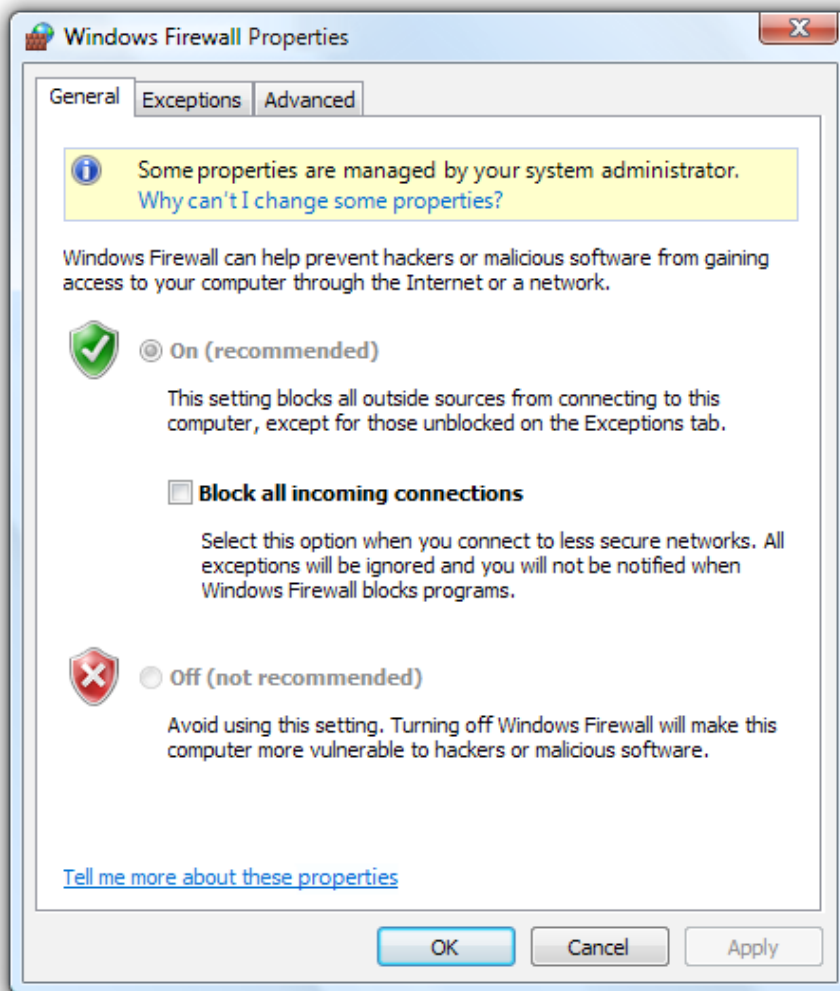 Windows Firewall Properties
General Exceptions Advanced
Some properties are managed by your system administrator.
Why can't I change some properties?
Windows Firewall can help prevent hackers or malicious software from gaining
access to your computer through the Internet or a network.
On (recommended)
This setting blocks all outside sources from connecting to this
computer, except for those unblocked on the Exceptions tab.
Block all incoming connections
Select this option when you connect to less secure networks. All
exceptions will be ignored and you will not be notified when
Windows Firewall blocks programs.
Off (not recommended)
Avoid using this setting. Turning off Windows Firewall will make this
computer more vulnerable to hackers or malicious software.
Tell me more about these properties
OK Cancel Apply